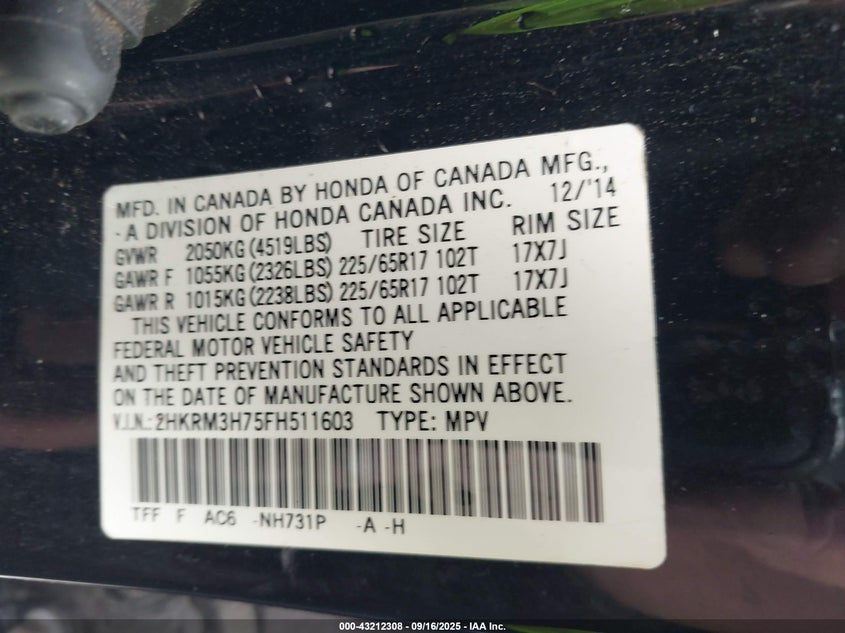 MFD. IN CANADA BY HONDA OF CANADA MFG.,
- A DIVISION OF HONDA CANADA INC. 12/'14
GVWR 2050KG(4519LBS) TIRE SIZE RIM SIZE
GAWR F 1055KG(2326LBS) 225/65R17 102T 17X7J
GAWR R 1015KG(2238LBS) 225/65R17 102T 17X7J
THIS VEHICLE CONFORMS TO ALL APPLICABLE
FEDERAL MOTOR VEHICLE SAFETY
AND THEFT PREVENTION STANDARDS IN EFFECT
ON THE DATE OF MANUFACTURE SHOWN ABOVE.
V.I.N.: 2HKRM3H75FH511603 TYPE: MPV
TFF F AC6 -NH731P -A -H
000-43212308 - 09/16/2025 - IAA Inc.